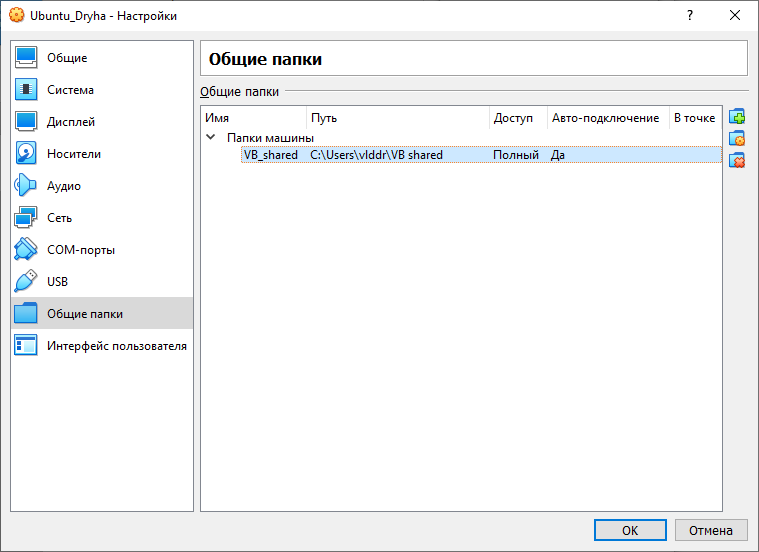 Ubuntu_Dryha - Настройки
?
Общие
Система
Дисплей
Носители
Аудио
Сеть
COM-порты
USB
Общие папки
Интерфейс пользователя
Общие папки
Общие папки
Имя Путь Доступ Авто-подключение В точке
Папки машины
VB_shared C:\Users\vlddr\VB shared Полный Да
OK Отмена